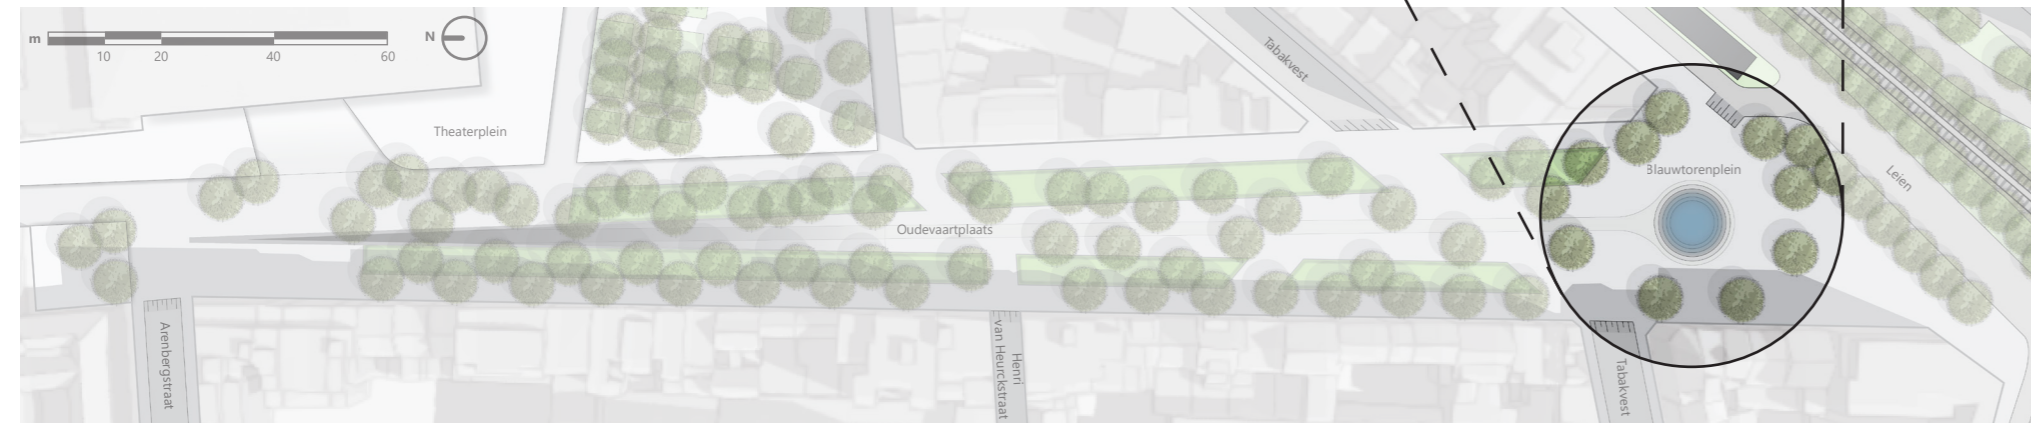 m
10 20 40 60
N
Theaterplein
Tabakvest
Blauwtorenplein
Leien
Oudevaartplaats
Arenbergstraat
Henri
van Heurckstraat
Tabakvest